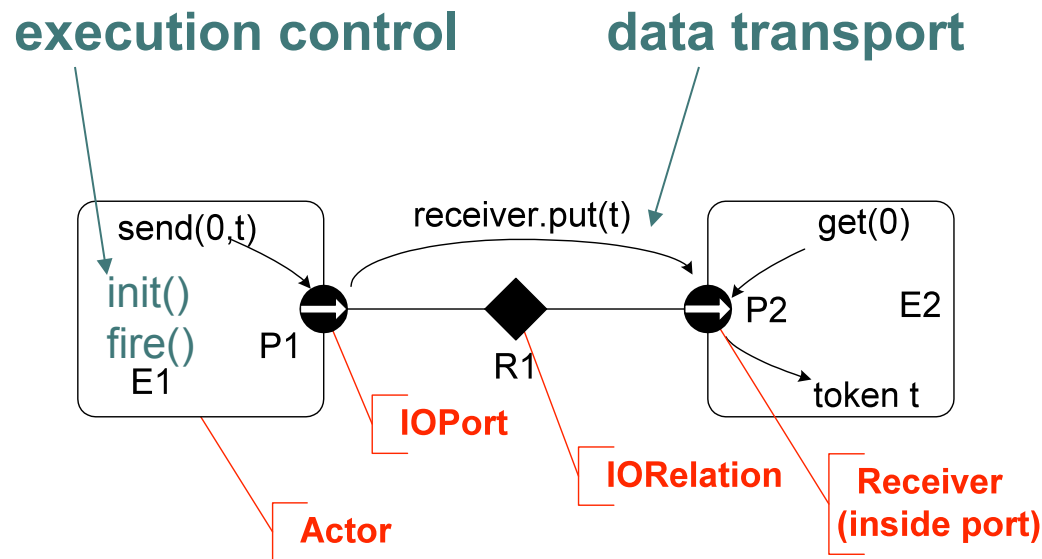 execution control
data transport
send(0,t)
receiver.put(t)
get(0)
init()
fire()
P1
E1
R1
P2
E2
token t
IOPort
IORelation
Receiver
(inside port)
Actor